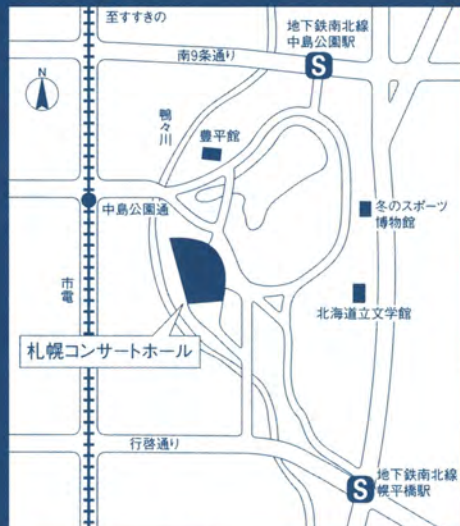 至すすきの
地下鉄南北線
中島公園駅
南9条通り
S
N
鴨々川
豊平館
中島公園通
冬のスポーツ
博物館
市電
北海道立文学館
札幌コンサートホール
行啓通り
地下鉄南北線
幌平橋駅
S